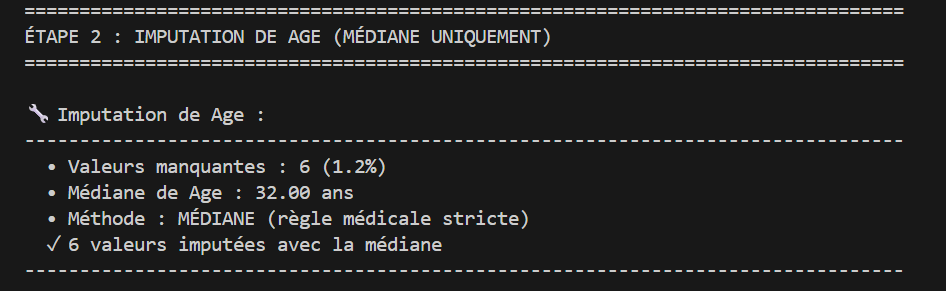 ================================================================================
ÉTAPE 2 : IMPUTATION DE AGE (MÉDIANE UNIQUEMENT)
================================================================================
🔧 Imputation de Age :
--------------------------------------------------------------------------------
• Valeurs manquantes : 6 (1.2%)
• Médiane de Age : 32.00 ans
• Méthode : MÉDIANE (règle médicale stricte)
✓ 6 valeurs imputées avec la médiane
--------------------------------------------------------------------------------